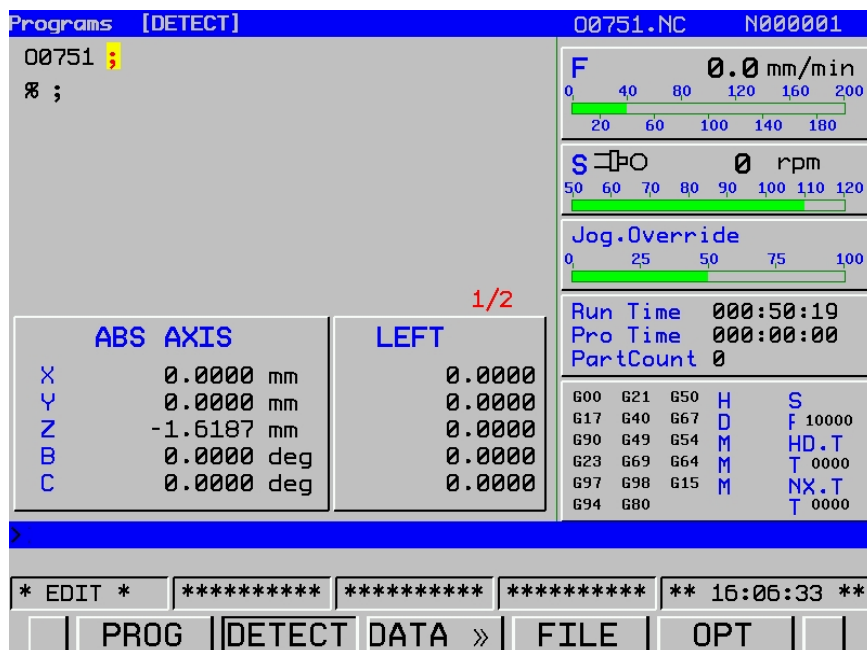 Programs [DETECT] O0751.NC N000001
O0751 ;
% ;
1/2
F 0.0 mm/min
0 40 80 120 160 200
20 60 100 140 180
S 0 rpm
50 60 70 80 90 100 110 120
Jog.Override
0 25 50 75 100
Run Time 000:50:19
Pro Time 000:00:00
PartCount 0
ABS AXIS LEFT
X 0.0000 mm 0.0000
Y 0.0000 mm 0.0000
Z -1.6187 mm 0.0000
B 0.0000 deg 0.0000
C 0.0000 deg 0.0000
G00 G21 G50 H S
G17 G40 G67 D F 10000
G90 G49 G54 M HD.T
G23 G69 G64 M T 0000
G97 G98 G15 M NX.T
G94 G80 T 0000
>
* EDIT * ********** ********** ********** ** 16:06:33 **
PROG DETECT DATA » FILE OPT